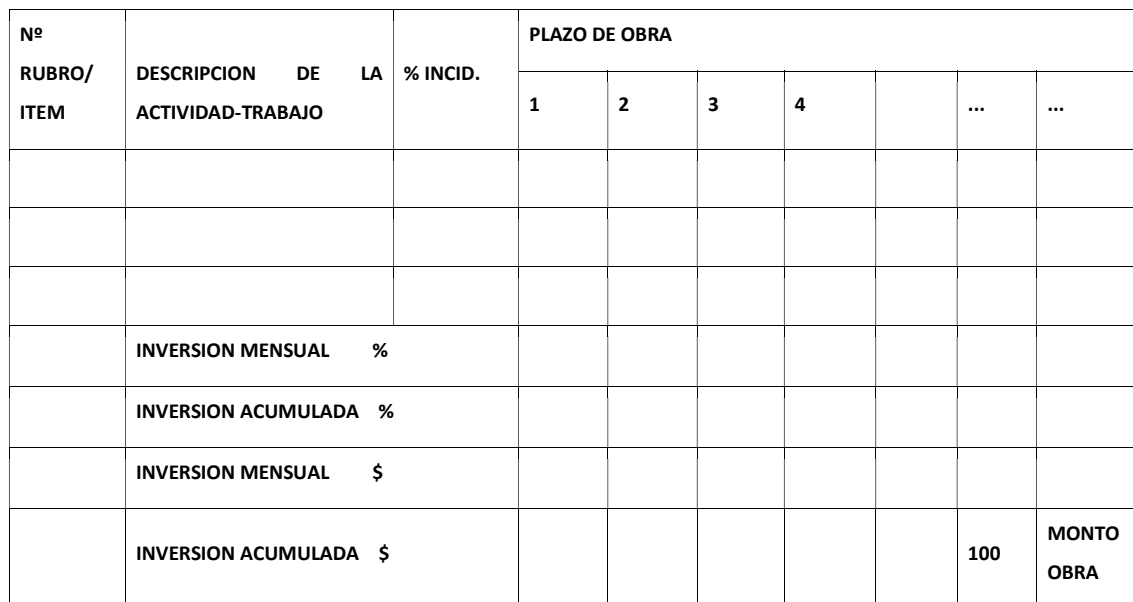 Nº
RUBRO/
ITEM
DESCRIPCION DE LA
ACTIVIDAD-TRABAJO
% INCID.
PLAZO DE OBRA
1 2 3 4 ... ...
INVERSION MENSUAL %
INVERSION ACUMULADA %
INVERSION MENSUAL $
INVERSION ACUMULADA $
100
MONTO
OBRA